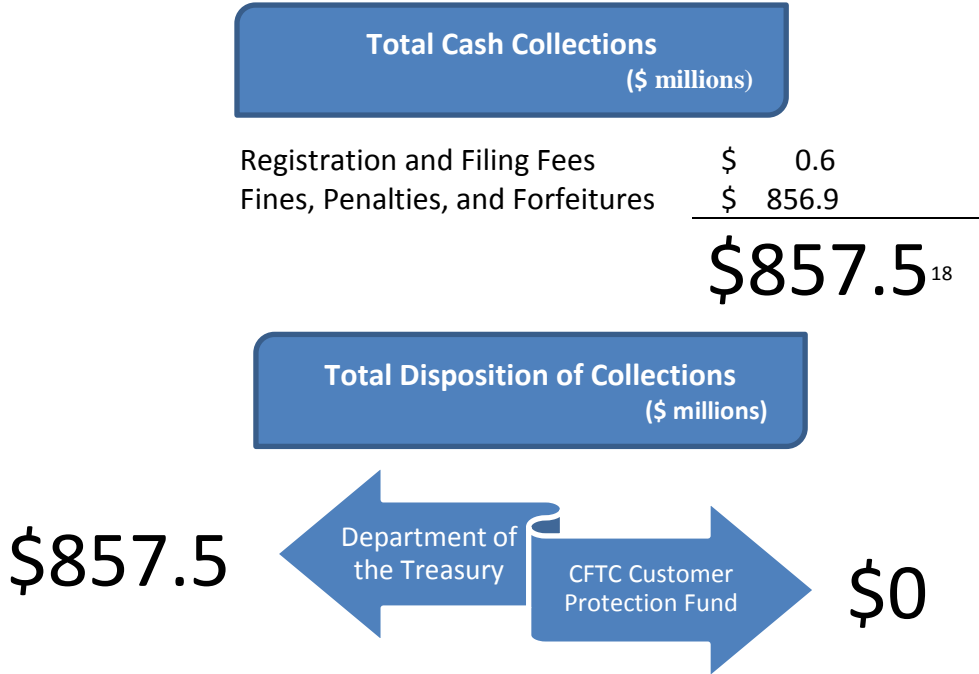 Total Cash Collections
($ millions)
Registration and Filing Fees $ 0.6
Fines, Penalties, and Forfeitures $ 856.9
$857.5 18
Total Disposition of Collections
($ millions)
$857.5
Department of
the Treasury
CFTC Customer
Protection Fund
$0